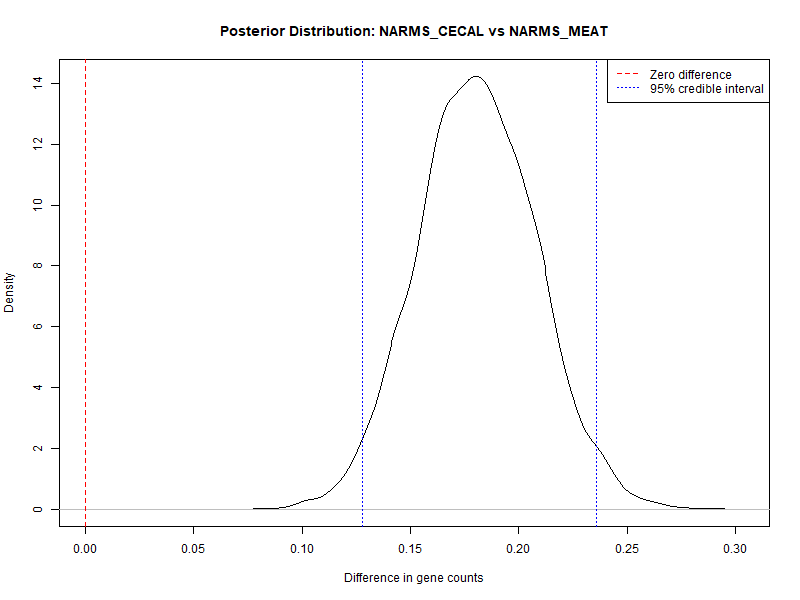 Posterior Distribution: NARMS_CECAL vs NARMS_MEAT
Zero difference
95% credible interval
Density
14
12
10
8
6
4
2
0
0.00 0.05 0.10 0.15 0.20 0.25 0.30
Difference in gene counts